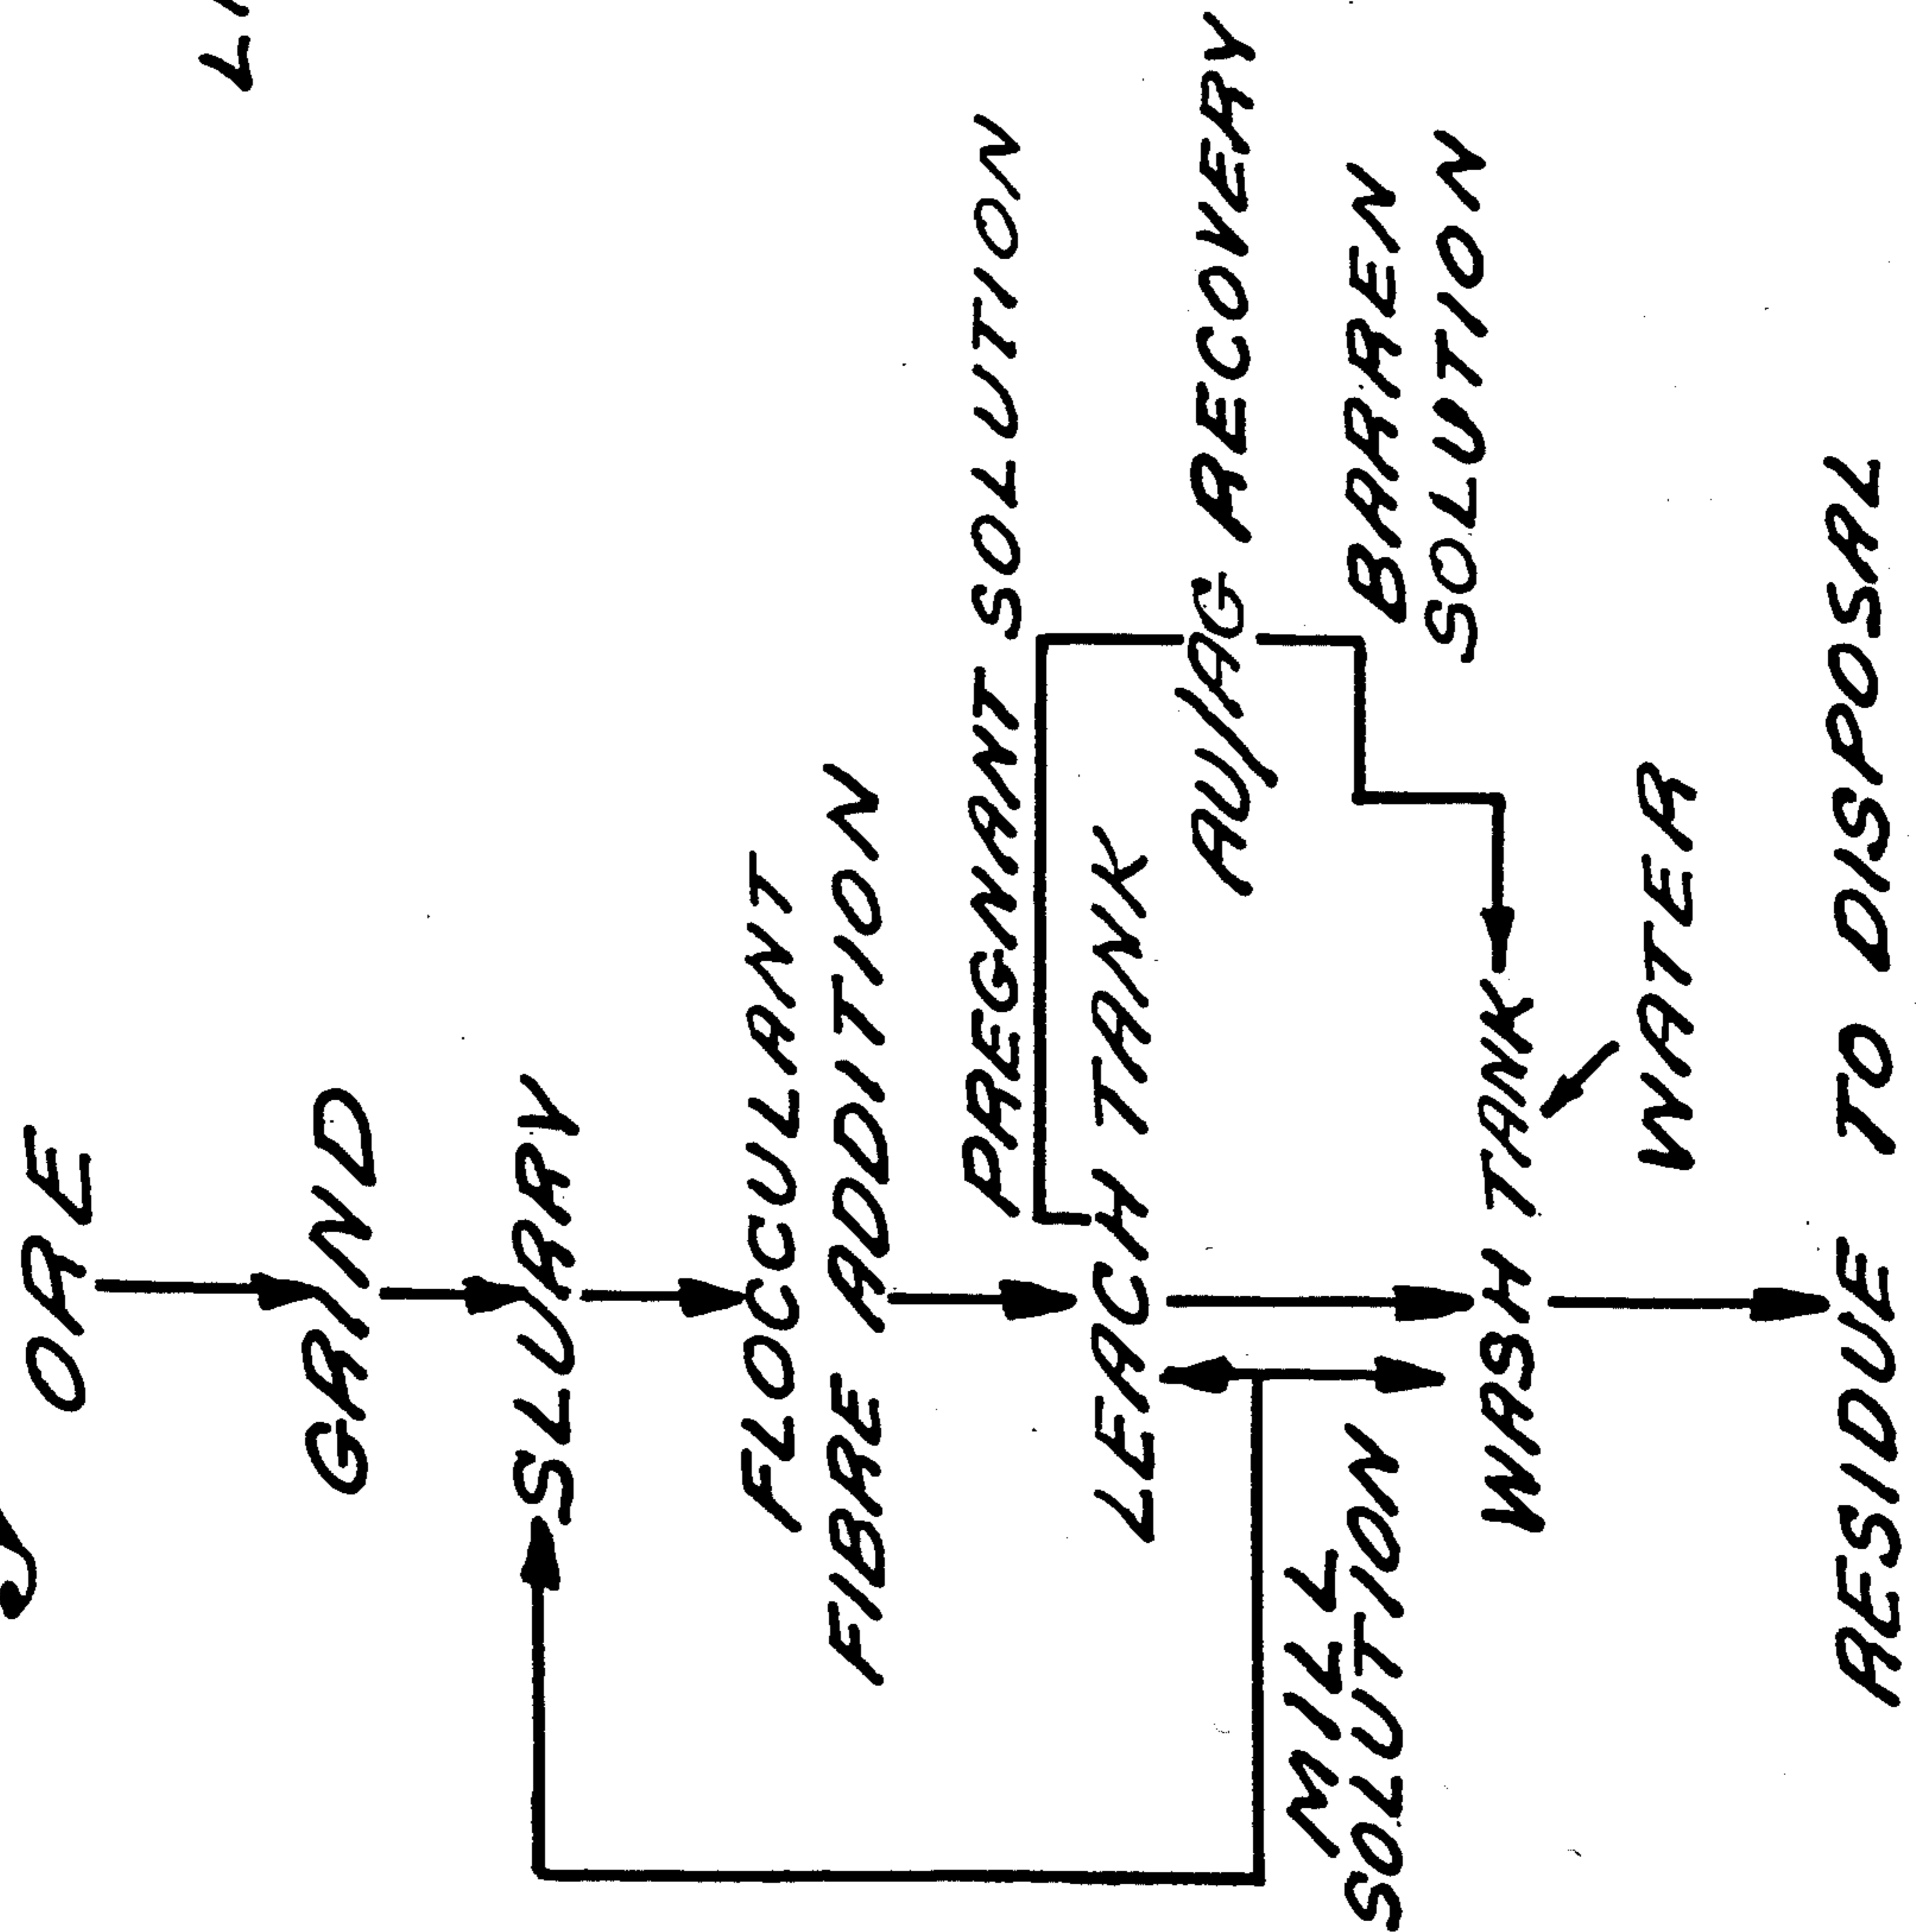 ORE
GRIND
SLURRY
FLOCCULANT
FIBRE ADDITION
PREGNANT SOLUTION
LEACH TANK
AU/AG RECOVERY
BARREN
SOLUTION
MILL
SOLUTION
WASH TANK
WATER
RESIDUE TO DISPOSAL